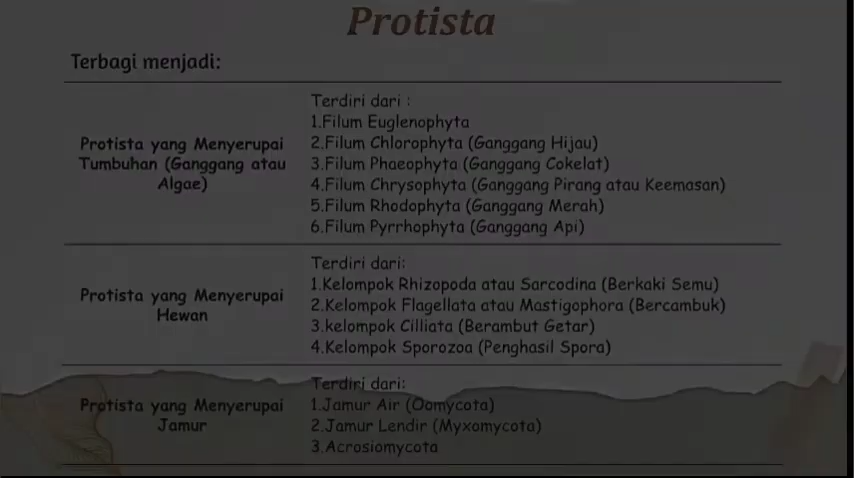 Protista
Terbagi menjadi:
Protista yang Menyerupai
Tumbuhan (Ganggang atau
Algae)
Terdiri dari :
1.Filum Euglenophyta
2.Filum Chlorophyta (Ganggang Hijau)
3.Filum Phaeophyta (Ganggang Cokelat)
4.Filum Chrysophyta (Ganggang Pirang atau Keemasan)
5.Filum Rhodophyta (Ganggang Merah)
6.Filum Pyrrhophyta (Ganggang Api)
Protista yang Menyerupai
Hewan
Terdiri dari:
1.Kelompok Rhizopoda atau Sarcodina (Berkaki Semu)
2.Kelompok Flagellata atau Mastigophora (Bercambuk)
3.kelompok Cilliata (Berambut Getar)
4.Kelompok Sporozoa (Penghasil Spora)
Protista yang Menyerupai
Jamur
Terdiri dari:
1.Jamur Air (Oomycota)
2.Jamur Lendir (Myxomycota)
3.Acrosiomycota